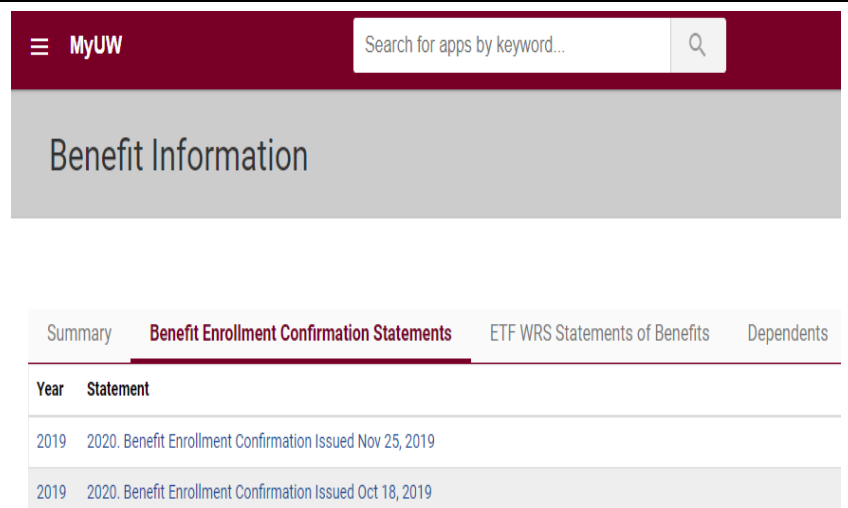 ☰ MyUW Search for apps by keyword...
Benefit Information
Summary Benefit Enrollment Confirmation Statements ETF WRS Statements of Benefits Dependents
Year Statement
2019 2020. Benefit Enrollment Confirmation Issued Nov 25, 2019
2019 2020. Benefit Enrollment Confirmation Issued Oct 18, 2019